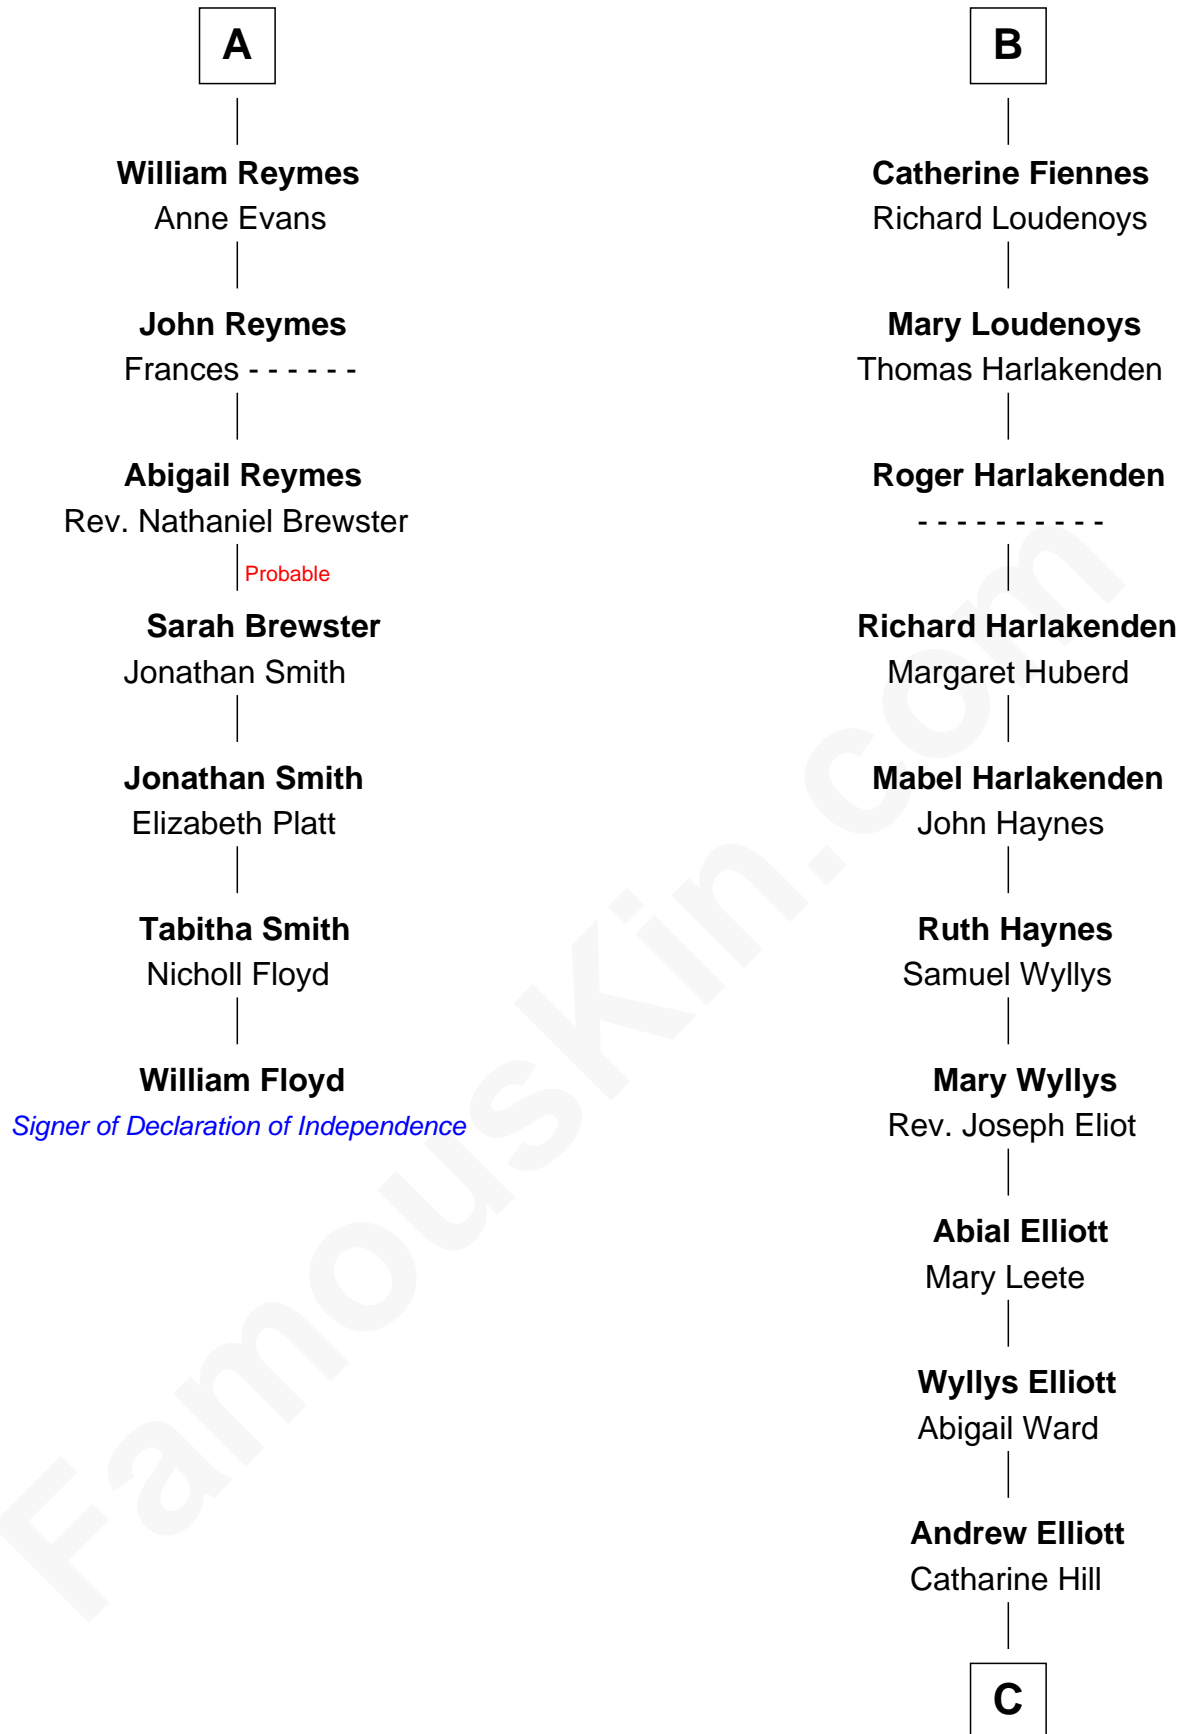 A
William Reymes
Anne Evans
John Reymes
Frances - - - - - -
Abigail Reymes
Rev. Nathaniel Brewster
Probable
Sarah Brewster
Jonathan Smith
Jonathan Smith
Elizabeth Platt
Tabitha Smith
Nicholl Floyd
William Floyd
Signer of Declaration of Independence
B
Catherine Fiennes
Richard Loudenoys
Mary Loudenoys
Thomas Harlakenden
Roger Harlakenden
- - - - - - - - - -
Richard Harlakenden
Margaret Huberd
Mabel Harlakenden
John Haynes
Ruth Haynes
Samuel Wyllys
Mary Wyllys
Rev. Joseph Eliot
Abial Elliott
Mary Leete
Wyllys Elliott
Abigail Ward
Andrew Elliott
Catharine Hill
C
FamousKin.com